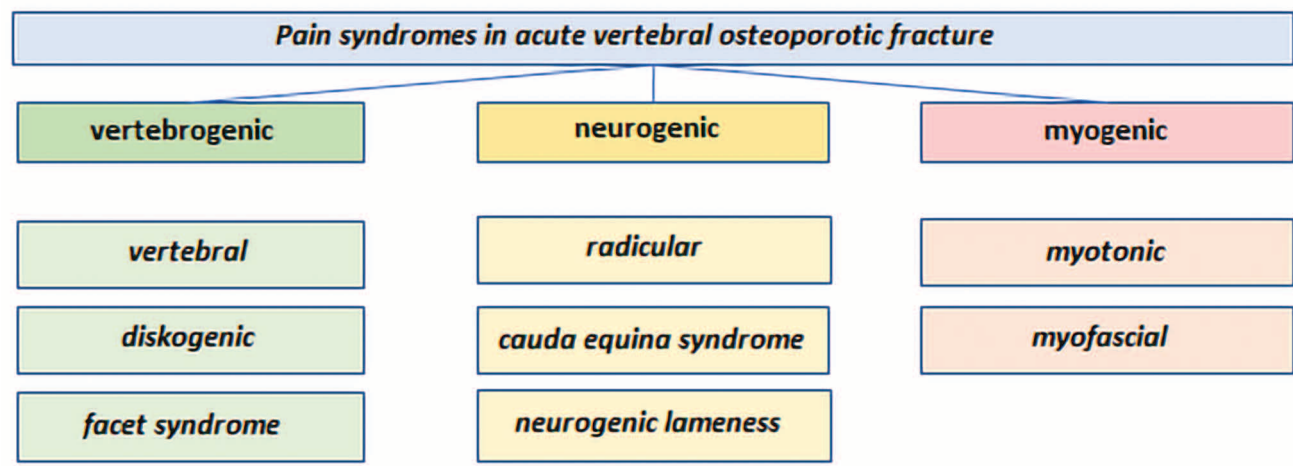 Pain syndromes in acute vertebral osteoporotic fracture
vertebrogenic
neurogenic
myogenic
vertebral
radicular
myotonic
diskogenic
cauda equina syndrome
myofascial
facet syndrome
neurogenic lameness